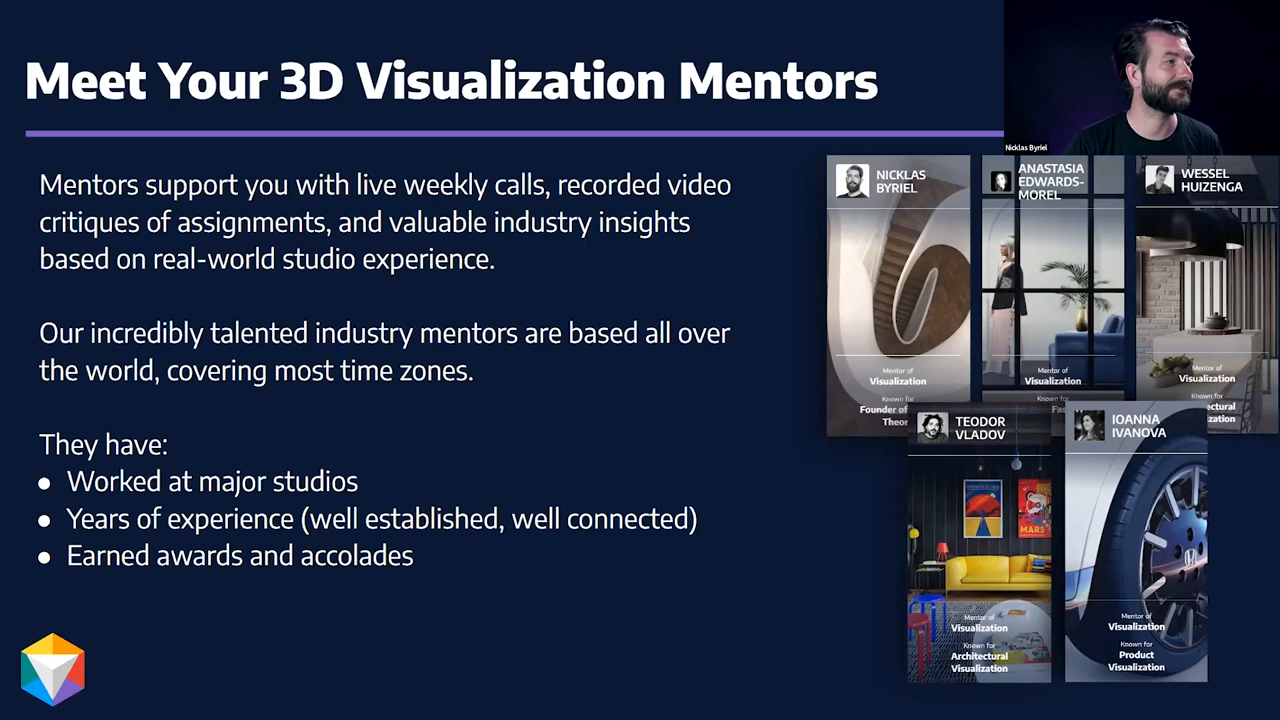 Meet Your 3D Visualization Mentors
Nicklas Byriel
Mentors support you with live weekly calls, recorded video
critiques of assignments, and valuable industry insights
based on real-world studio experience.
Our incredibly talented industry mentors are based all over
the world, covering most time zones.
They have:
Worked at major studios
Years of experience (well established, well connected)
Earned awards and accolades
NICKLAS
BYRIEL
Mentor of
Visualization
Known for
Founder of
Theor
ANASTASIA
EDWARDS-
MOREL
Mentor of
Visualization
Known for
Fas
WESSEL
HUIZENGA
Mentor of
Visualization
Known for
ectural
ization
TEODOR
VLADOV
MARS
Mentor of
Visualization
Known for
Architectural
Visualization
IOANNA
IVANOVA
Mentor of
Visualization
Known for
Product
Visualization